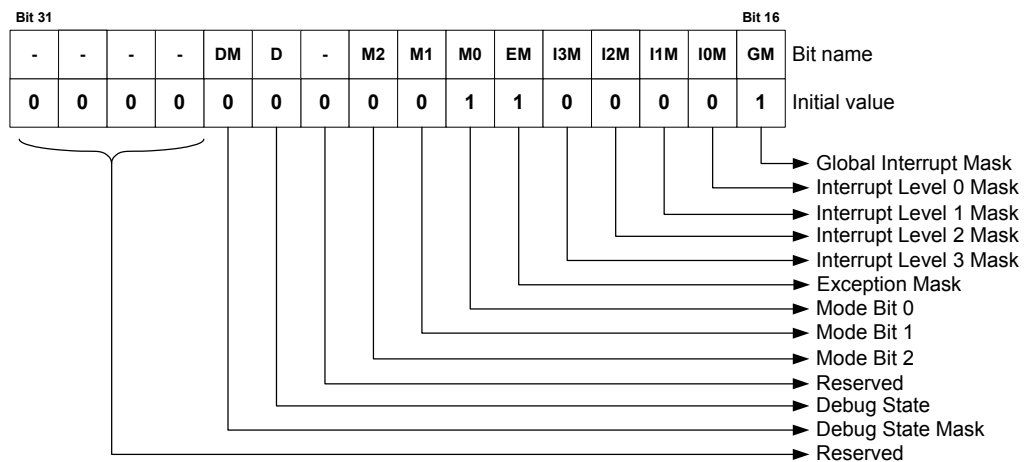 Bit 31 Bit 16
- - - - DM D - M2 M1 M0 EM I3M I2M I1M I0M GM Bit name
0 0 0 0 0 0 0 0 0 1 1 0 0 0 0 1 Initial value
Global Interrupt Mask
Interrupt Level 0 Mask
Interrupt Level 1 Mask
Interrupt Level 2 Mask
Interrupt Level 3 Mask
Exception Mask
Mode Bit 0
Mode Bit 1
Mode Bit 2
Reserved
Debug State
Debug State Mask
Reserved